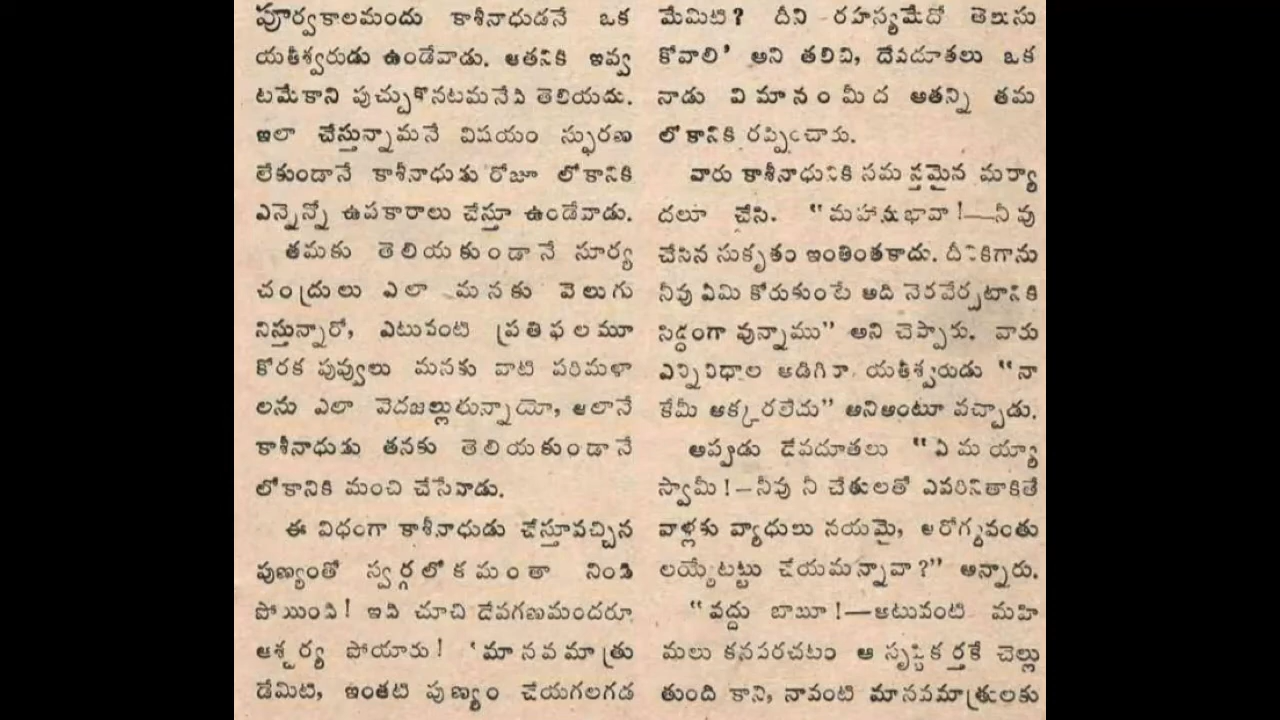 పూర్వకాలమందు కాశీనాధుడనే ఒక
యతీశ్వరుడు ఉండేవాడు. ఆతనికి ఇవ్వ
టమేకాని పుచ్చుకొనటమనేది తెలియదు.
ఇలా చేస్తున్నామనే విషయం స్ఫురణ
లేకుండానే కాశీనాధుడు రోజూ లోకానికి
ఎన్నెన్నో ఉపకారాలు చేస్తూ ఉండేవాడు.
తమకు తెలియకుండానే సూర్య
చంద్రులు ఎలా మనకు వెలుగు
నిస్తున్నారో, ఎటువంటి ప్రతిఫలమూ
కోరక పువ్వులు మనకు వాటి పరిమళా
లను ఎలా వెదజల్లుతున్నాయో, అలానే
కాశీనాధుడు తనకు తెలియకుండానే
లోకానికి మంచి చేసేవాడు.
ఈ విధంగా కాశీనాధుడు చేస్తూవచ్చిన
పుణ్యంతో స్వర్గలోకమంతా నిండి
పోయింది! ఇది చూచి దేవగణమందరూ
ఆశ్చర్య పోయారు! 'మానవమాత్రు
డేమిటి, ఇంతటి పుణ్యం చేయగలగడ
మేమిటి? దీని రహస్యమేదో తెలుసు
కోవాలి' అని తలిచి, దేవదూతలు ఒక
నాడు విమానంమీద ఆతన్ని తమ
లోకానికి రప్పించారు.
వారు కాశీనాధునికి సమస్తమైన మర్యా
దలూ చేసి. "మహానుభావా!—నీవు
చేసిన సుకృతం ఇంతింతకాదు. దీనికిగాను
నీవు ఏమి కోరుకుంటే అది నెరవేర్చటానికి
సిద్ధంగా వున్నాము" అని చెప్పారు. వారు
ఎన్నివిధాల అడిగినా యతీశ్వరుడు "నా
కేమీ అక్కరలేదు" అనిఅంటూ వచ్చాడు.
అప్పుడు దేవదూతలు "ఏమయ్యా
స్వామీ!—నీవు నీ చేతులతో ఎవరినితాకితే
వాళ్లకు వ్యాధులు నయమై, ఆరోగ్యవంతు
లయ్యేటట్టు చేయమన్నావా?" అన్నారు.
"వద్దు బాబూ!—అటువంటి మహి
మలు కనపరచటం ఆ సృష్టికర్తకే చెల్లు
తుంది కాని, నావంటి మానవమాత్రులకు